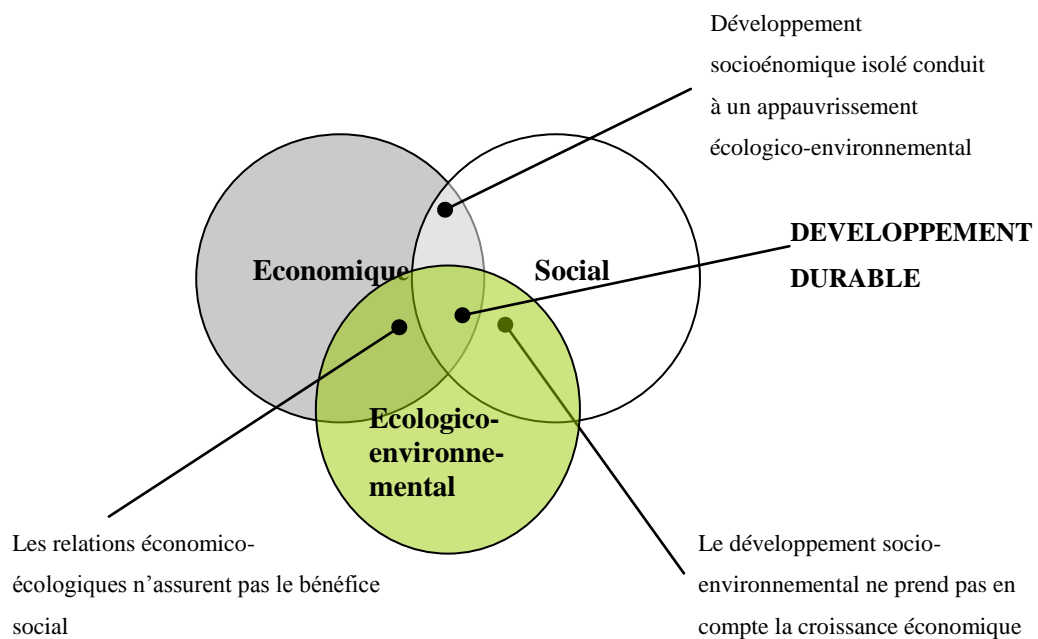 Développement
socioénomique isolé conduit
à un appauvrissement
écologico-environnemental
DEVELOPPEMENT
DURABLE
Economique
Social
Ecologico-
environne-
mental
Les relations économico-
écologiques n’assurent pas le bénéfice
social
Le développement socio-
environnemental ne prend pas en
compte la croissance économique